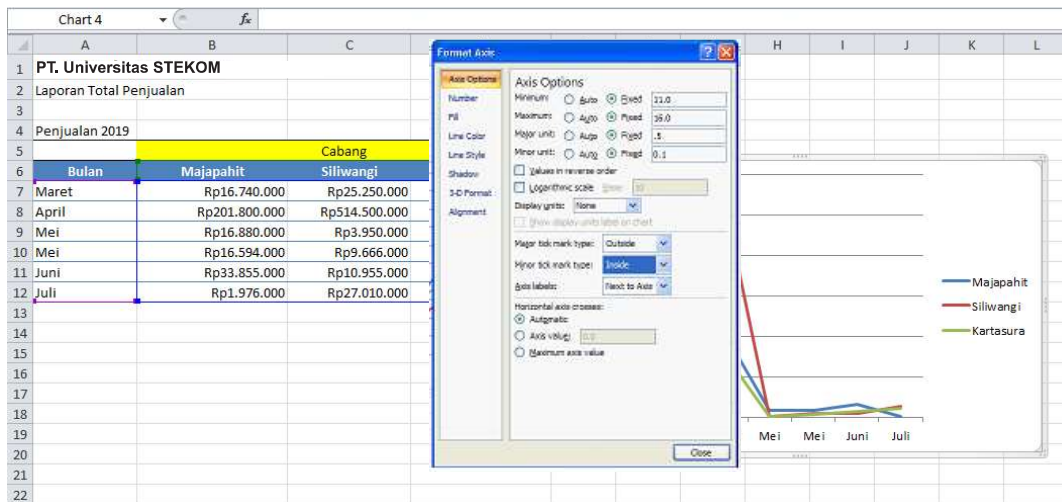 Chart 4 fx
A B C H I J K L
1 PT. Universitas STEKOM
2 Laporan Total Penjualan
3
4 Penjualan 2019
5 Cabang
6 Bulan Majapahit Siliwangi
7 Maret Rp16.740.000 Rp25.250.000
8 April Rp201.800.000 Rp514.500.000
9 Mei Rp16.880.000 Rp3.950.000
10 Mei Rp16.594.000 Rp9.666.000
11 Juni Rp33.855.000 Rp10.955.000
12 Juli Rp1.976.000 Rp27.010.000
13
14
15
16
17
18
19
20
21
22
Format Axis
Axis Options
Number
Fill
Line Color
Line Style
Shadow
3-D Format
Alignment
Axis Options
Minimum: Auto Fixed 11.0
Maximum: Auto Fixed 16.0
Major unit: Auto Fixed .5
Minor unit: Auto Fixed 0.1
Values in reverse order
Logarithmic scale Base: 10
Display units: None
Show display units label on chart
Major tick mark type: Outside
Minor tick mark type: Inside
Axis labels: Next to Axis
Horizontal axis crosses:
Automatic
Axis value: 0.0
Maximum axis value
Close
Majapahit
Siliwangi
Kartasura
Mei Mei Juni Juli